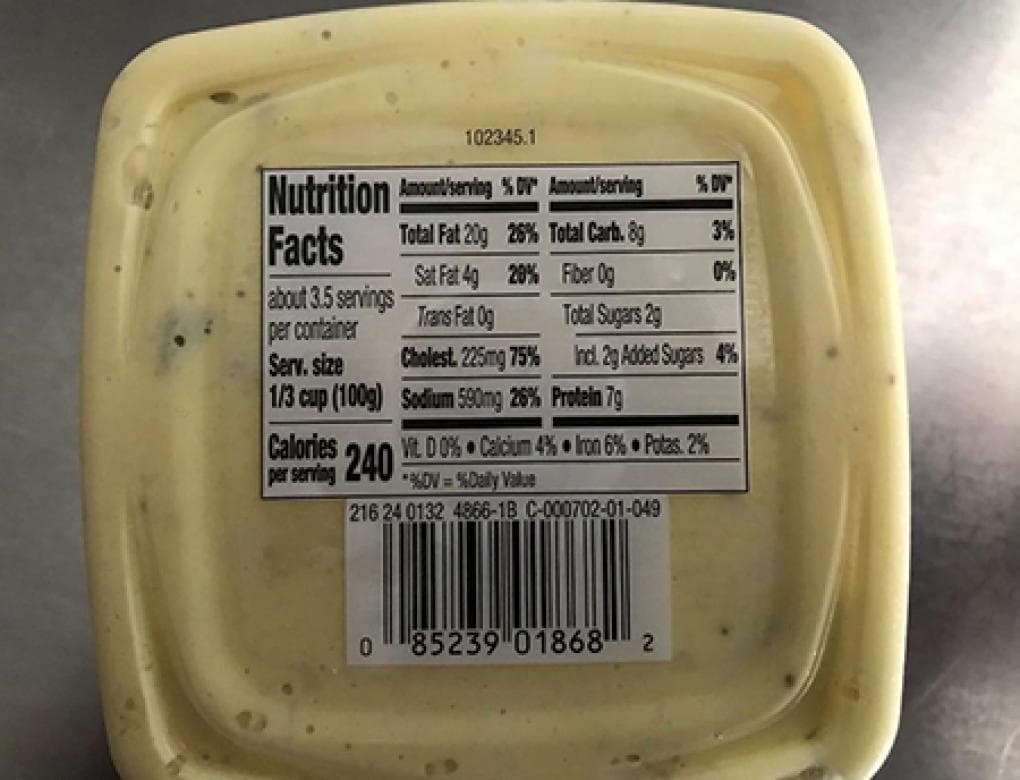 102345.1
Nutrition Facts
about 3.5 servings
per container
Serv. size
1/3 cup (100g)
Calories
per serving 240
Amount/serving % DV* Amount/serving % DV*
Total Fat 20g 26% Total Carb. 8g 3%
Sat Fat 4g 20% Fiber 0g 0%
Trans Fat 0g Total Sugars 2g
Cholest. 225mg 75% Incl. 2g Added Sugars 4%
Sodium 590mg 26% Protein 7g
Vit. D 0% • Calcium 4% • Iron 6% • Potas. 2%
*%DV = %Daily Value
216 24 0132 4866-1B C-000702-01-049
0 85239 01868 2